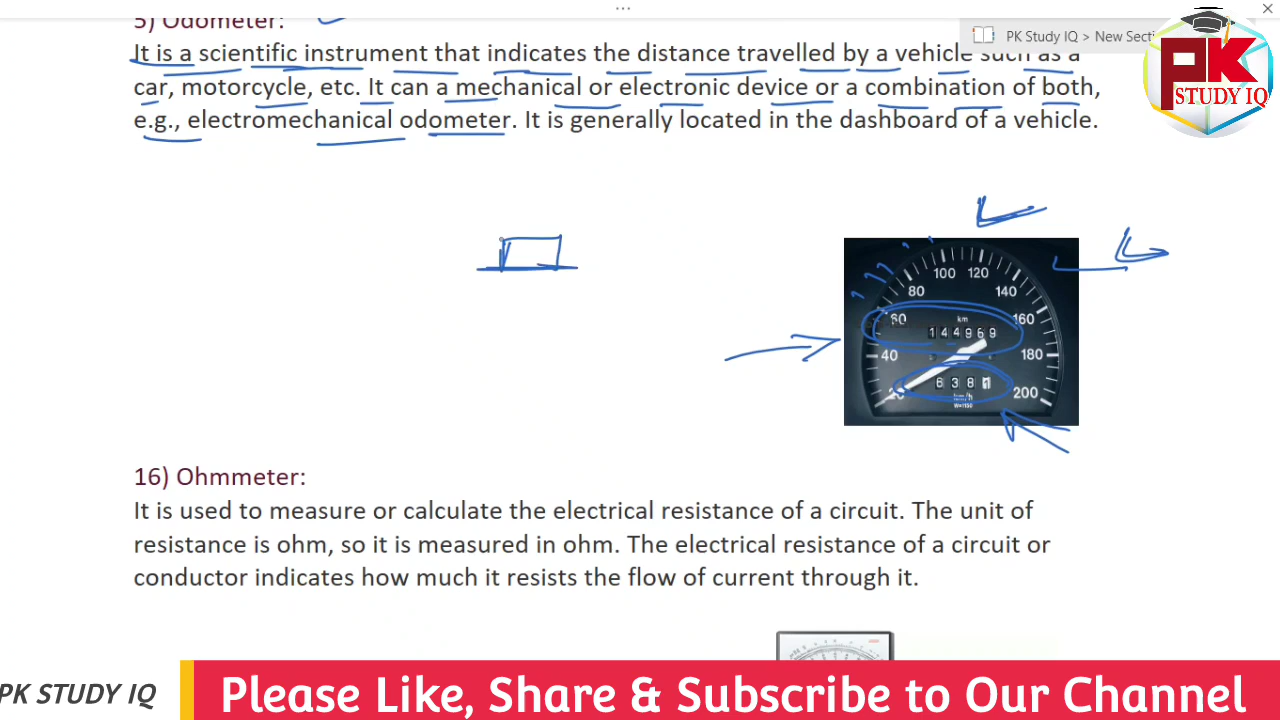 ...
5) Odometer:
PK Study IQ > New Secti
PK
STUDY IQ
It is a scientific instrument that indicates the distance travelled by a vehicle such as a
car, motorcycle, etc. It can a mechanical or electronic device or a combination of both,
e.g., electromechanical odometer. It is generally located in the dashboard of a vehicle.
100 120
80 140
60 km 160
144969
40 180
638
20 km/h 200
16) Ohmmeter:
It is used to measure or calculate the electrical resistance of a circuit. The unit of
resistance is ohm, so it is measured in ohm. The electrical resistance of a circuit or
conductor indicates how much it resists the flow of current through it.
PK STUDY IQ
Please Like, Share & Subscribe to Our Channel